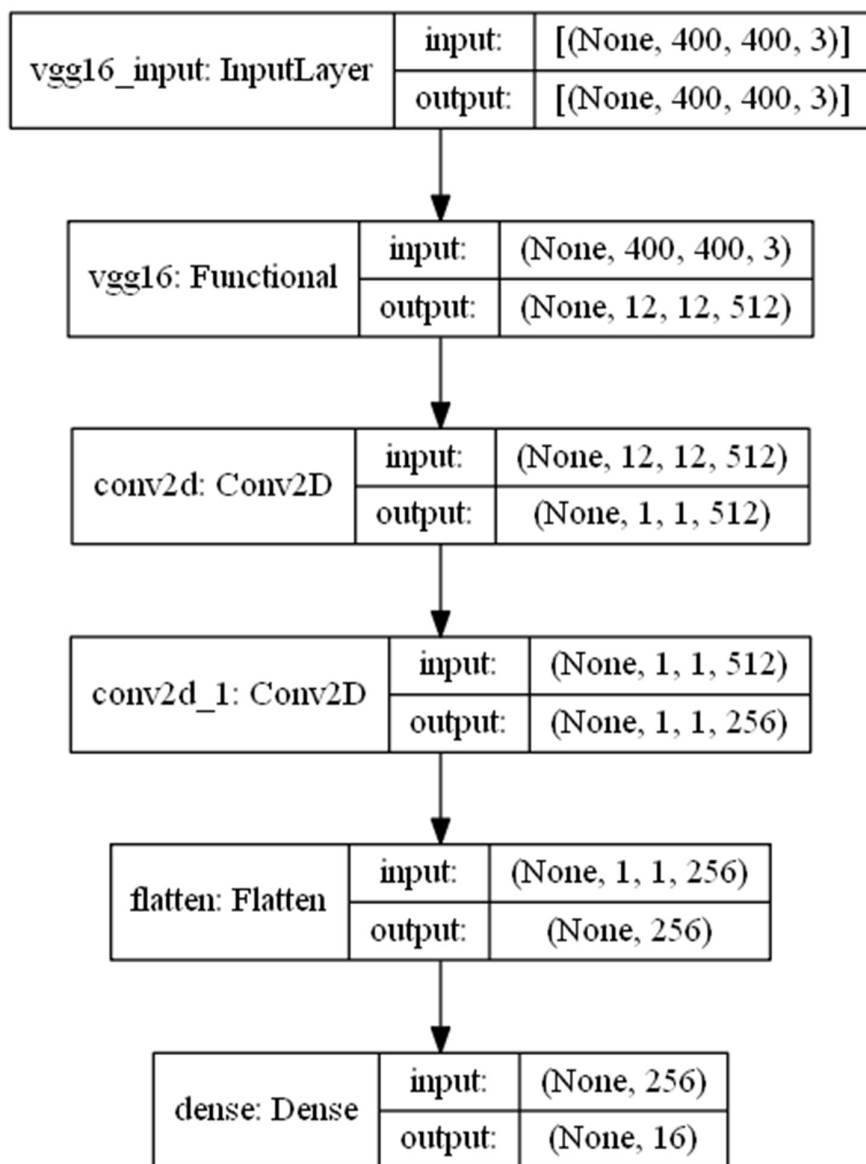 vgg16_input: InputLayer
input: [(None, 400, 400, 3)]
output: [(None, 400, 400, 3)]
vgg16: Functional
input: (None, 400, 400, 3)
output: (None, 12, 12, 512)
conv2d: Conv2D
input: (None, 12, 12, 512)
output: (None, 1, 1, 512)
conv2d_1: Conv2D
input: (None, 1, 1, 512)
output: (None, 1, 1, 256)
flatten: Flatten
input: (None, 1, 1, 256)
output: (None, 256)
dense: Dense
input: (None, 256)
output: (None, 16)